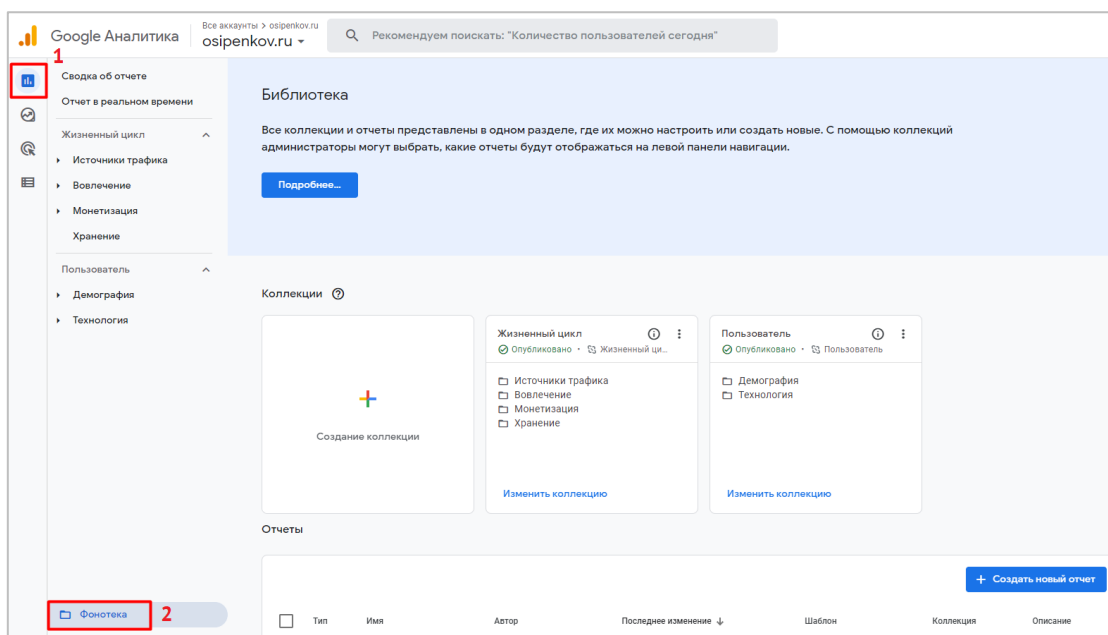 Google Аналитика
Все аккаунты > osipenkov.ru
osipenkov.ru
Рекомендуем поискать: "Количество пользователей сегодня"
1
Сводка об отчете
Отчет в реальном времени
Жизненный цикл
Источники трафика
Вовлечение
Монетизация
Хранение
Пользователь
Демография
Технология
Фонотека
2
Библиотека
Все коллекции и отчеты представлены в одном разделе, где их можно настроить или создать новые. С помощью коллекций
администраторы могут выбрать, какие отчеты будут отображаться на левой панели навигации.
Подробнее...
Коллекции
Создание коллекции
Жизненный цикл
Опубликовано • Жизненный ци...
Источники трафика
Вовлечение
Монетизация
Хранение
Изменить коллекцию
Пользователь
Опубликовано • Пользователь
Демография
Технология
Изменить коллекцию
Отчеты
+ Создать новый отчет
Тип Имя Автор Последнее изменение ↓ Шаблон Коллекция Описание